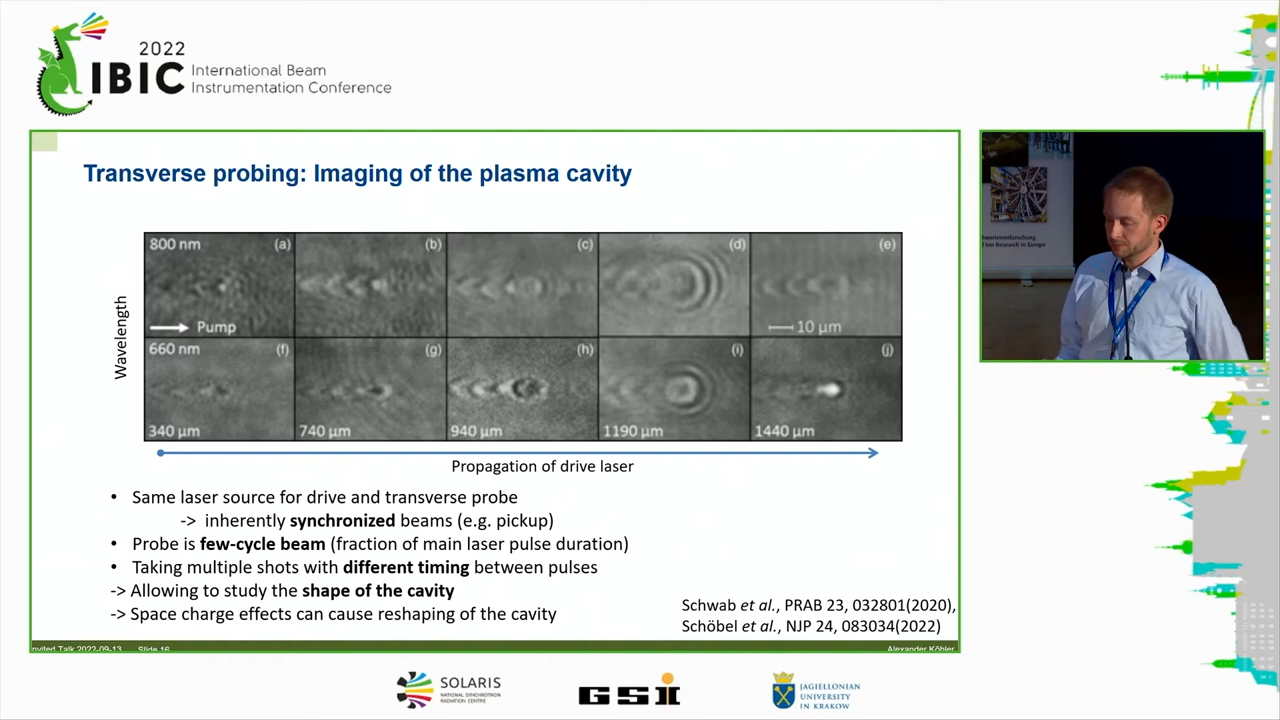 2022
IBIC International Beam
Instrumentation Conference
Transverse probing: Imaging of the plasma cavity
Wavelength
800 nm (a) (b) (c) (d) (e)
Pump 10 µm
660 nm (f) (g) (h) (i) (j)
340 µm 740 µm 940 µm 1190 µm 1440 µm
Propagation of drive laser
• Same laser source for drive and transverse probe
-> inherently synchronized beams (e.g. pickup)
• Probe is few-cycle beam (fraction of main laser pulse duration)
• Taking multiple shots with different timing between pulses
-> Allowing to study the shape of the cavity
-> Space charge effects can cause reshaping of the cavity
Schwab et al., PRAB 23, 032801(2020),
Schöbel et al., NJP 24, 083034(2022)
nvited Talk 2022-09-13 Slide 16 Alexander Köhler
Ion Research in Europe
SOLARIS
NATIONAL SYNCHROTRON
RADIATION CENTRE
GSI
JAGIELLONIAN
UNIVERSITY
IN KRAKOW